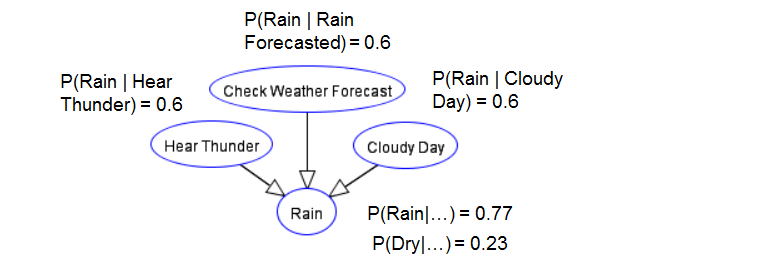 P(Rain | Rain
Forecasted) = 0.6
P(Rain | Hear
Thunder) = 0.6
Check Weather Forecast
P(Rain | Cloudy
Day) = 0.6
Hear Thunder
Cloudy Day
Rain
P(Rain|...) = 0.77
P(Dry|...) = 0.23